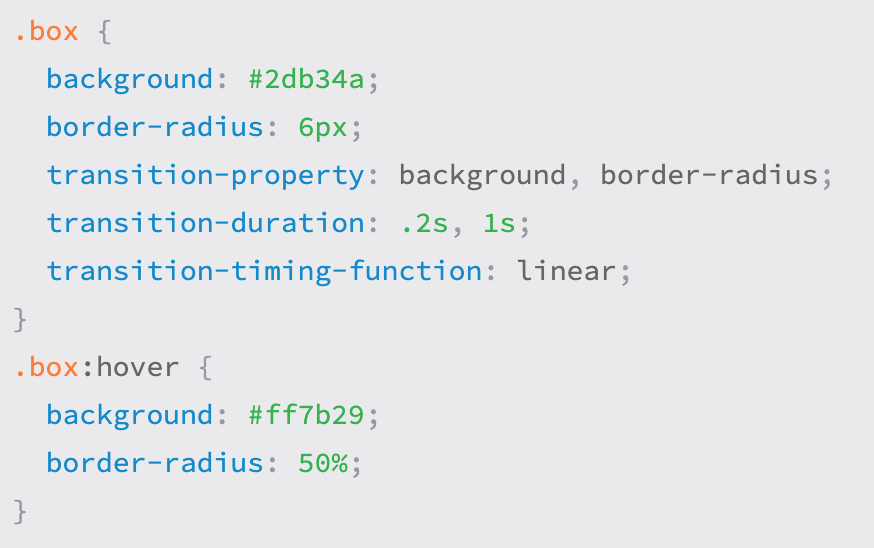 .box {
  background: #2db34a;
  border-radius: 6px;
  transition-property: background, border-radius;
  transition-duration: .2s, 1s;
  transition-timing-function: linear;
}
.box:hover {
  background: #ff7b29;
  border-radius: 50%;
}